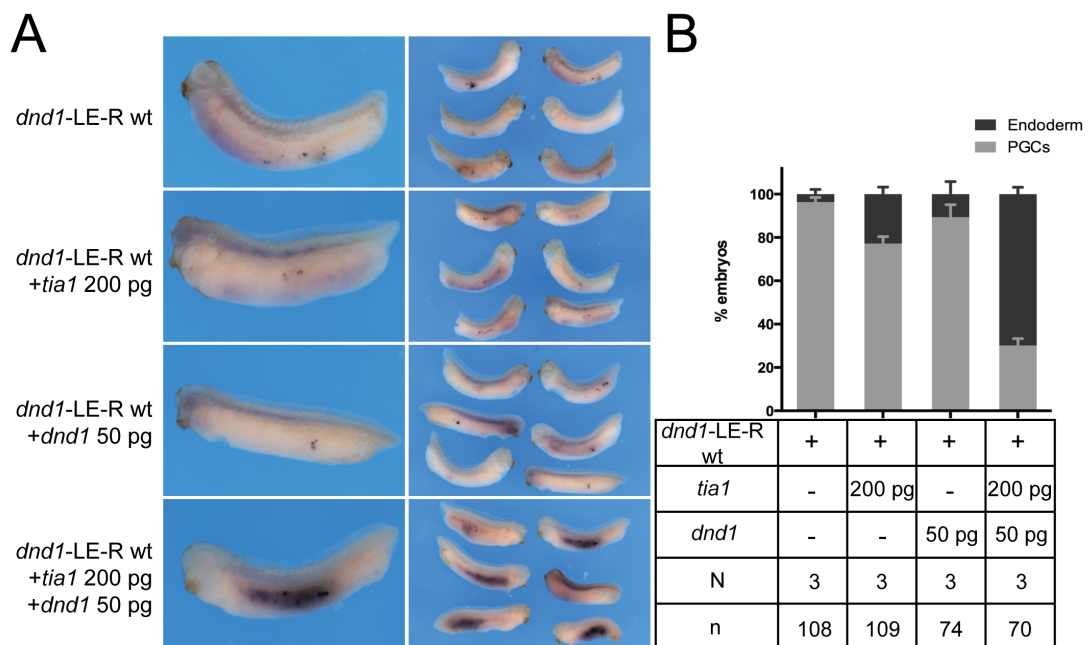 A
dnd1-LE-R wt
dnd1-LE-R wt
+tia1 200 pg
dnd1-LE-R wt
+dnd1 50 pg
dnd1-LE-R wt
+tia1 200 pg
+dnd1 50 pg
B
Endoderm
PGCs
% embryos
100
80
60
40
20
0
dnd1-LE-R
wt
+ + + +
tia1 - 200 pg - 200 pg
dnd1 - - 50 pg 50 pg
N 3 3 3 3
n 108 109 74 70